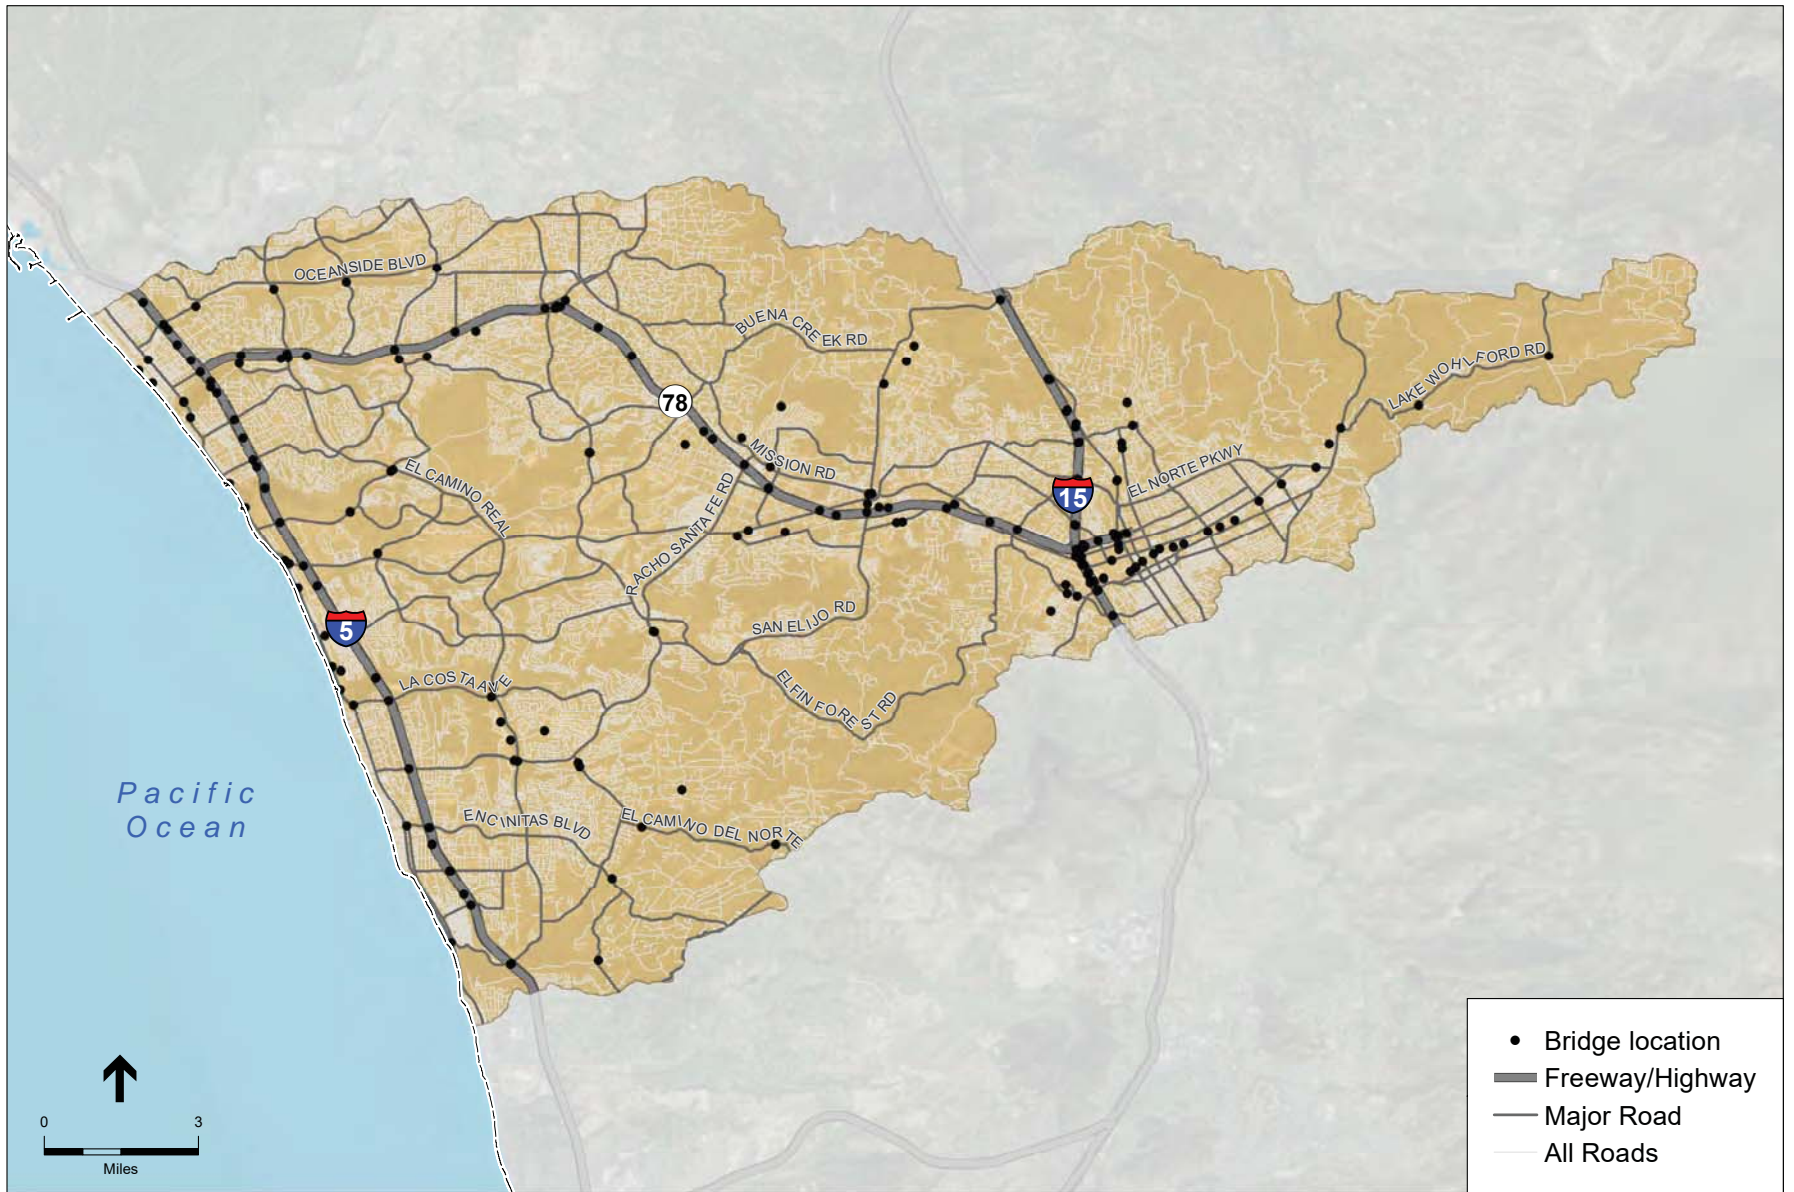 OCEANSIDE BLVD
BUENA CREEK RD
LAKE WOHLFORD RD
78
MISSION RD
EL CAMINO REAL
EL NORTE PKWY
15
RACHO SANTA FE RD
SAN ELIJO RD
5
LA COSTA AVE
ELFIN FOREST RD
Pacific
Ocean
ENCINITAS BLVD
EL CAMINO DEL NORTE
Bridge location
Freeway/Highway
Major Road
All Roads
0 3
Miles